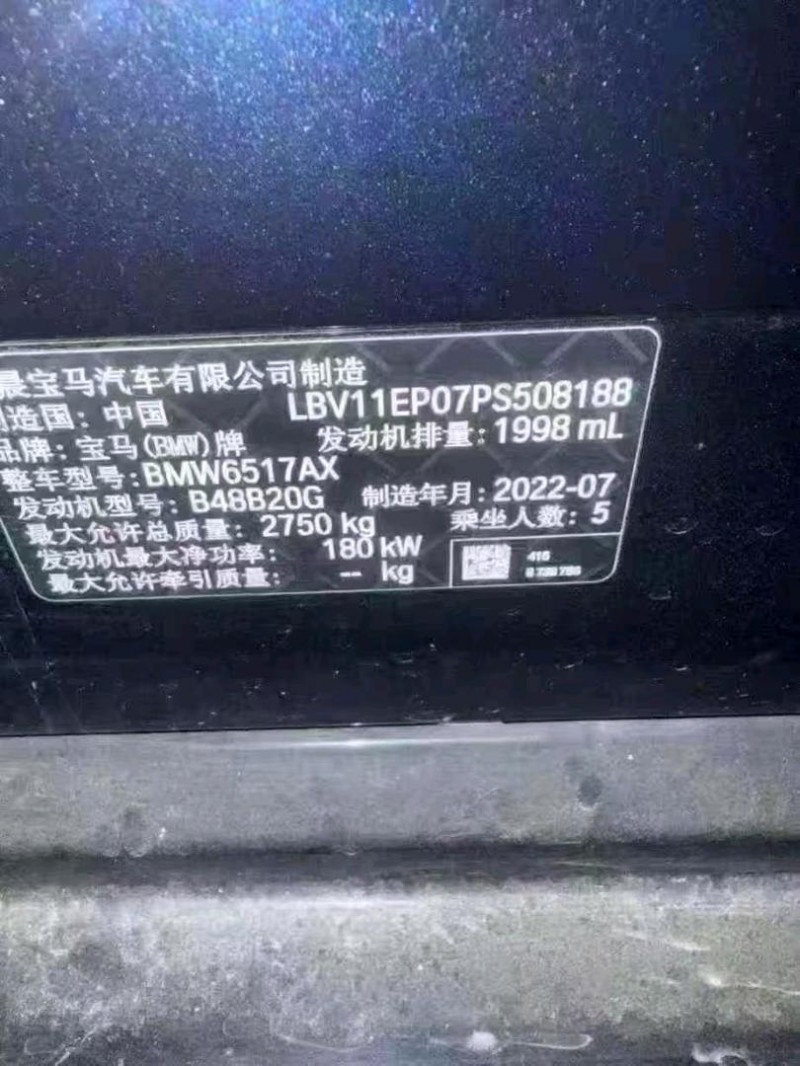 晨宝马汽车有限公司制造
制造国：中国 LBV11EP07PS508188
品牌：宝马(BMW)牌 发动机排量：1998 mL
整车型号：BMW6517AX
发动机型号：B48B20G 制造年月：2022-07
最大允许总质量：2750 kg 乘坐人数：5
发动机最大净功率：180 kW
最大允许牵引质量：-- kg
416